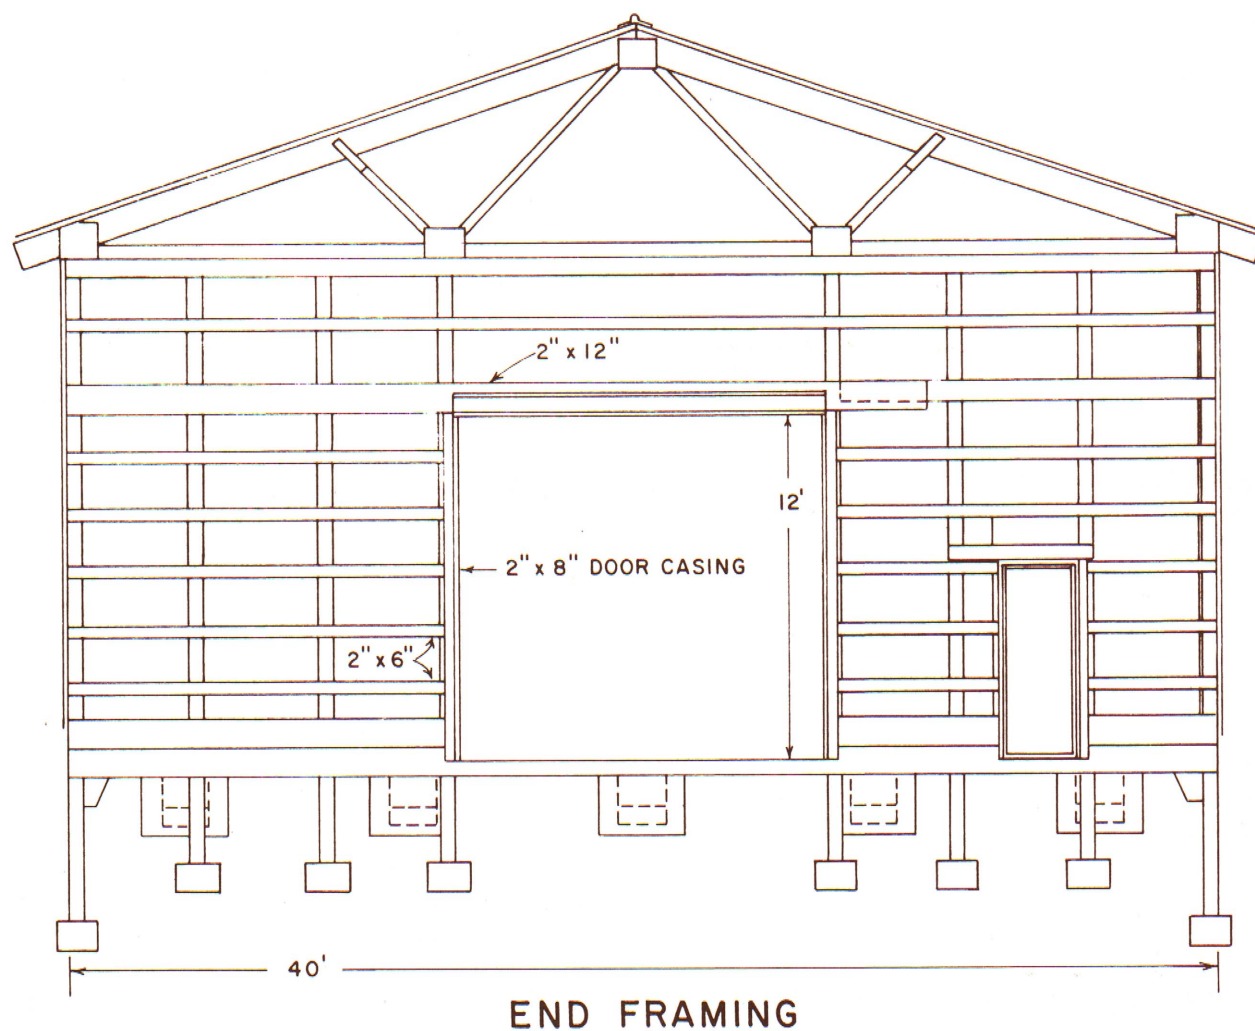 2" x 12"
12'
2" x 8" DOOR CASING
2" x 6"
40'
END FRAMING